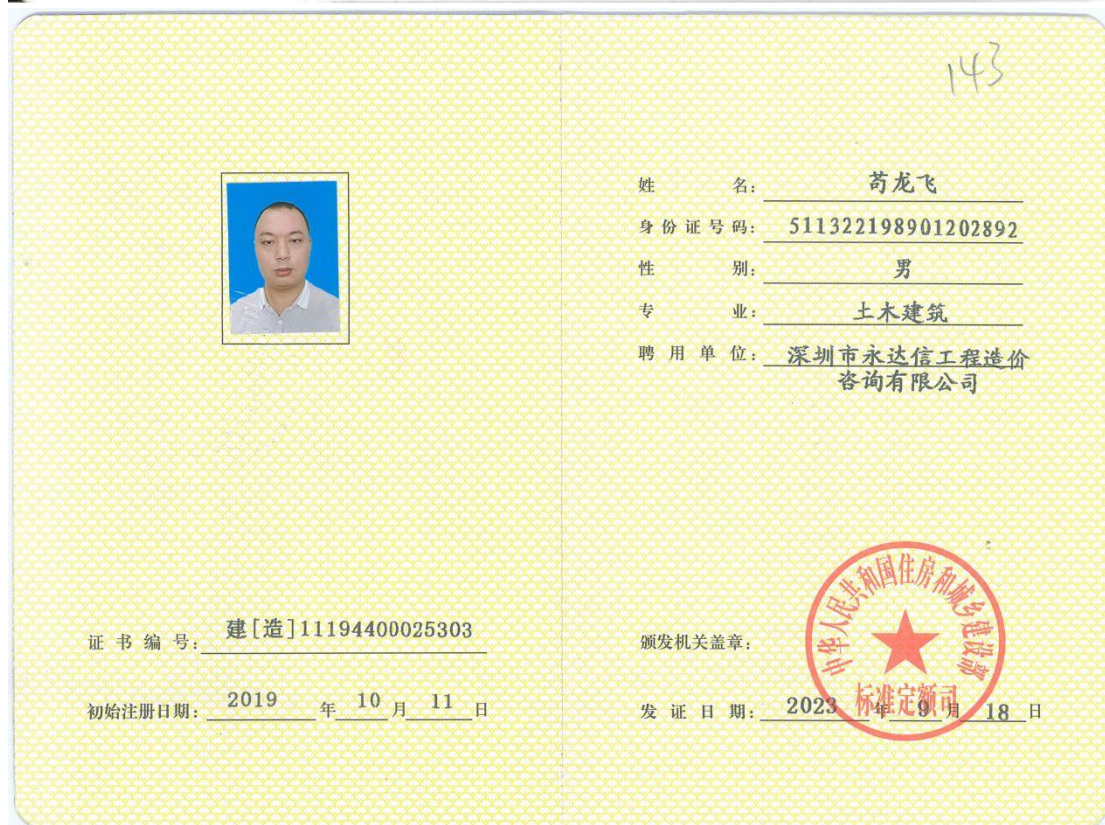 143
姓 名: 苟龙飞
身份证号码: 511322198901202892
性 别: 男
专 业: 土木建筑
聘用单位: 深圳市永达信工程造价
咨询有限公司
证书编号: 建[造]11194400025303
初始注册日期: 2019 年 10 月 11 日
颁发机关盖章:
中华人民共和国住房和城乡建设部
标准定额司
发证日期: 2023 年 9 月 18 日